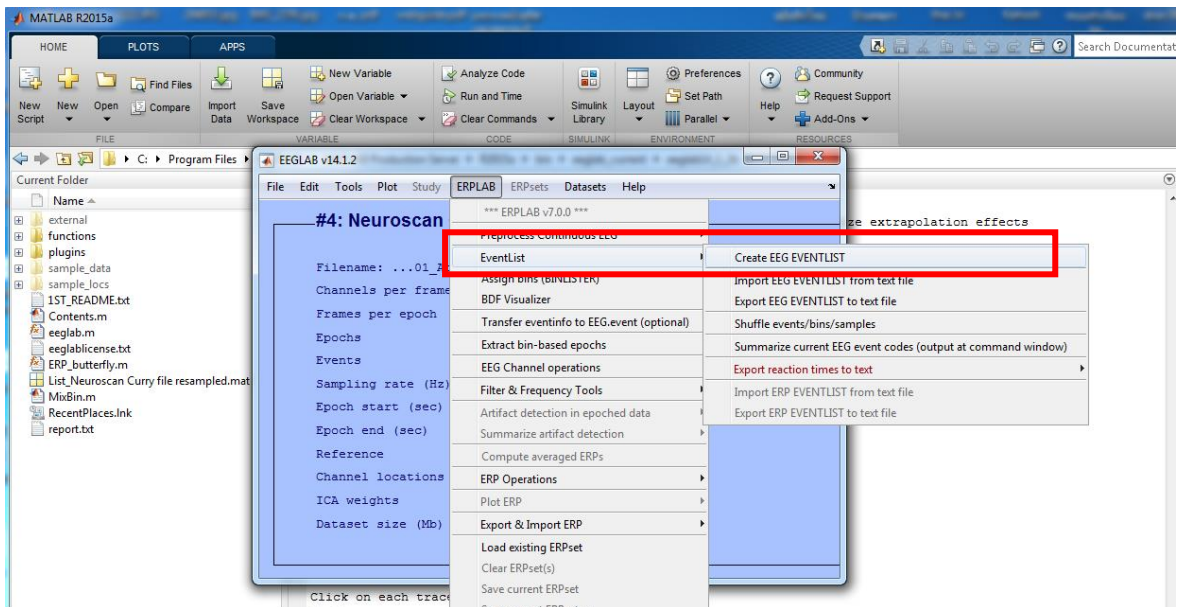 MATLAB R2015a
HOME PLOTS APPS
Search Documentat
New Script
New
Open
Find Files
Compare
Import Data
Save Workspace
New Variable
Open Variable
Clear Workspace
Analyze Code
Run and Time
Clear Commands
Simulink Library
Layout
Preferences
Set Path
Parallel
Help
Community
Request Support
Add-Ons
FILE VARIABLE CODE SIMULINK ENVIRONMENT RESOURCES
C: Program Files
Current Folder
Name
external
functions
plugins
sample_data
sample_locs
1ST_README.txt
Contents.m
eeglab.m
eeglablicense.txt
ERP_butterfly.m
List_Neuroscan Curry file resampled.mat
MixBin.m
RecentPlaces.lnk
report.txt
EEGLAB v14.1.2
File Edit Tools Plot Study ERPLAB ERPsets Datasets Help
#4: Neuroscan
Filename: ...01_A
Channels per frame
Frames per epoch
Epochs
Events
Sampling rate (Hz)
Epoch start (sec)
Epoch end (sec)
Reference
Channel locations
ICA weights
Dataset size (Mb)
*** ERPLAB v7.0.0 ***
Preprocess Continuous EEG
EventList
Assign bins (BINLISTER)
BDF Visualizer
Transfer eventinfo to EEG.event (optional)
Extract bin-based epochs
EEG Channel operations
Filter & Frequency Tools
Artifact detection in epoched data
Summarize artifact detection
Compute averaged ERPs
ERP Operations
Plot ERP
Export & Import ERP
Load existing ERPset
Clear ERPset(s)
Save current ERPset
ze extrapolation effects
Create EEG EVENTLIST
Import EEG EVENTLIST from text file
Export EEG EVENTLIST to text file
Shuffle events/bins/samples
Summarize current EEG event codes (output at command window)
Export reaction times to text
Import ERP EVENTLIST from text file
Export ERP EVENTLIST to text file
Click on each trac